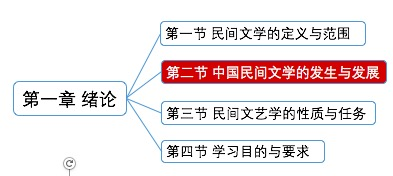 第一节 民间文学的定义与范围
第二节 中国民间文学的发生与发展
第一章 绪论
第三节 民间文艺学的性质与任务
第四节 学习目的与要求